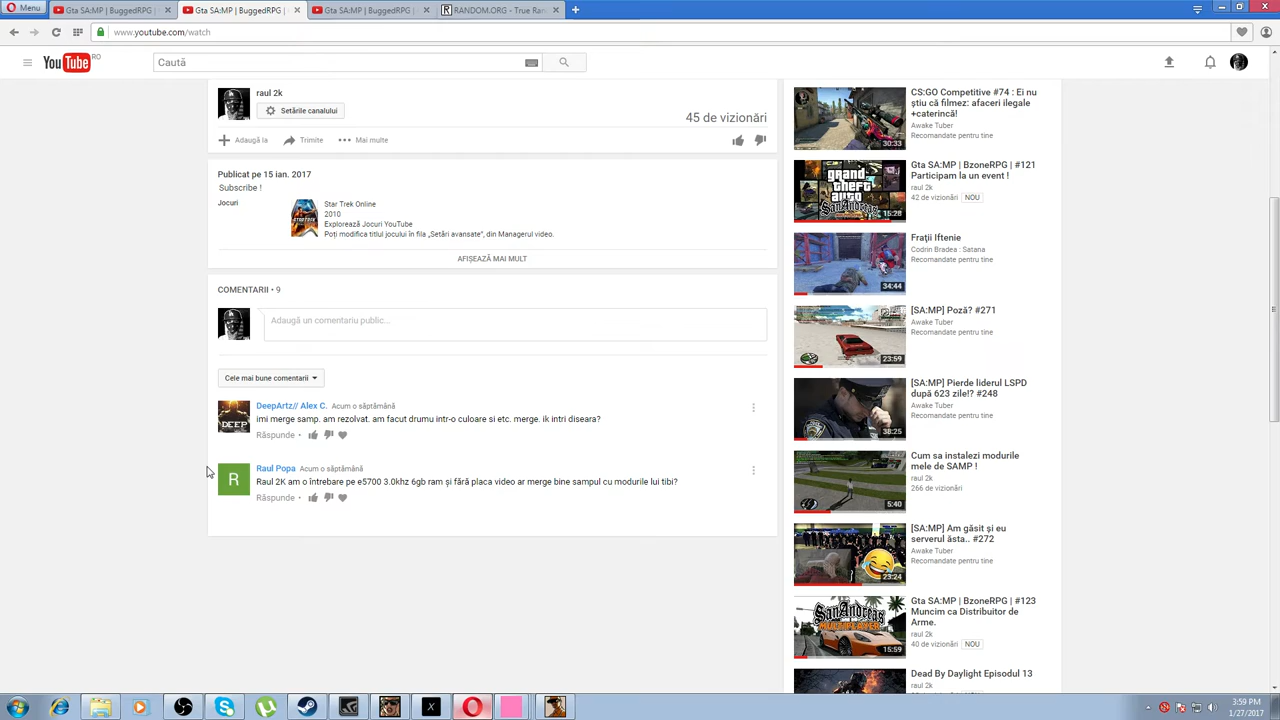 Menu
Gta SA:MP | BuggedRPG |
Gta SA:MP | BuggedRPG |
Gta SA:MP | BuggedRPG |
RANDOM.ORG - True Ran
www.youtube.com/watch
YouTube RO
Caută
raul 2k
Setările canalului
45 de vizionări
Adaugă la
Trimite
Mai multe
Publicat pe 15 ian. 2017
Subscribe !
Jocuri
Star Trek Online
2010
Explorează Jocuri YouTube
Poți modifica titlul jocului în fila „Setări avansate", din Managerul video.
AFIȘEAZĂ MAI MULT
COMENTARII • 9
Adaugă un comentariu public...
Cele mai bune comentarii
DEEP
DeepArtz// Alex C. Acum o săptămână
imi merge samp. am rezolvat. am facut drumu intr-o culoare si etc. merge. ik intri diseara?
Răspunde •
R
Raul Popa Acum o săptămână
Raul 2K am o întrebare pe e5700 3.0khz 6gb ram și fără placa video ar merge bine sampul cu modurile lui tibi?
Răspunde •
30:33
CS:GO Competitive #74 : Ei nu
știu că filmez: afaceri ilegale
+caterincă!
Awake Tuber
Recomandate pentru tine
grand
theft
auto
SanAndreas
15:28
Gta SA:MP | BzoneRPG | #121
Participam la un event !
raul 2k
42 de vizionări NOU
34:44
Frații Iftenie
Codrin Bradea : Satana
Recomandate pentru tine
23:59
[SA:MP] Poză? #271
Awake Tuber
Recomandate pentru tine
38:25
[SA:MP] Pierde liderul LSPD
după 623 zile!? #248
Awake Tuber
Recomandate pentru tine
5:40
Cum sa instalezi modurile
mele de SAMP !
raul 2k
266 de vizionări
23:24
[SA:MP] Am găsit și eu
serverul ăsta.. #272
Awake Tuber
Recomandate pentru tine
SanAndreas
MULTIPLAYER
15:59
Gta SA:MP | BzoneRPG | #123
Muncim ca Distribuitor de
Arme.
raul 2k
40 de vizionări NOU
Dead By Daylight Episodul 13
raul 2k
3:59 PM
1/27/2017